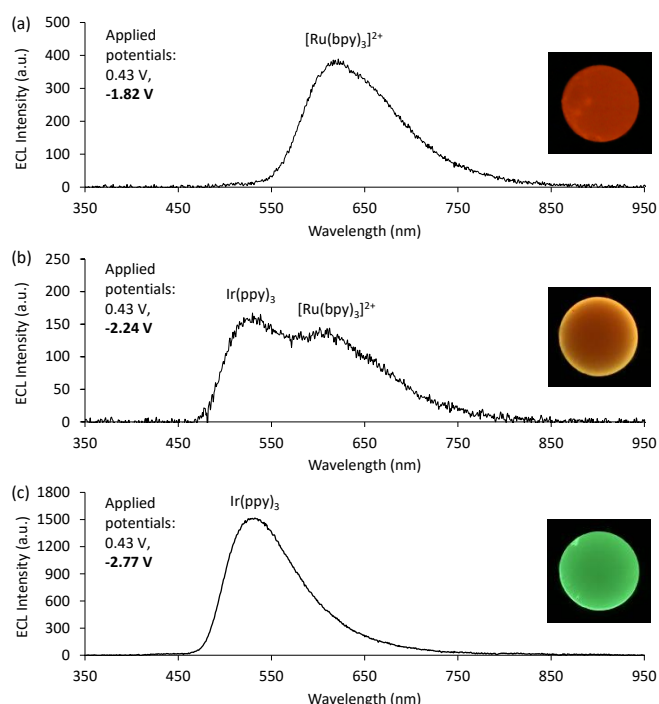 (a)
500
400
300
200
100
0
ECL Intensity (a.u.)
Applied
potentials:
0.43 V,
-1.82 V
[Ru(bpy)₃]²⁺
350 450 550 650 750 850 950
Wavelength (nm)
(b)
250
200
150
100
50
0
ECL Intensity (a.u.)
Applied
potentials:
0.43 V,
-2.24 V
Ir(ppy)₃
[Ru(bpy)₃]²⁺
350 450 550 650 750 850 950
Wavelength (nm)
(c)
1800
1500
1200
900
600
300
0
ECL Intensity (a.u.)
Applied
potentials:
0.43 V,
-2.77 V
Ir(ppy)₃
350 450 550 650 750 850 950
Wavelength (nm)